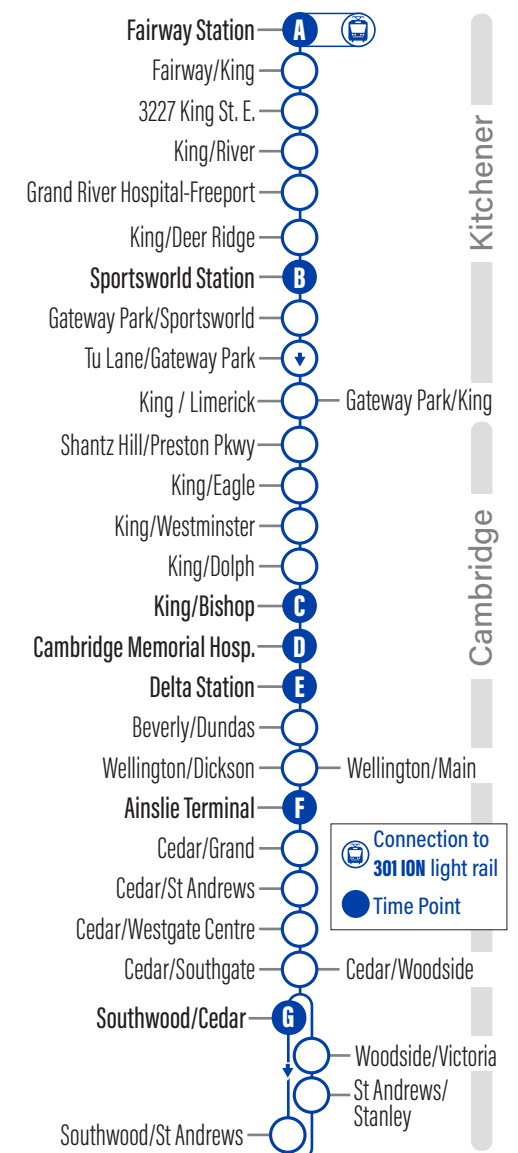 Fairway Station
A
Fairway/King
3227 King St. E.
King/River
Grand River Hospital-Freeport
King/Deer Ridge
Kitchener
Sportsworld Station
B
Gateway Park/Sportsworld
Tu Lane/Gateway Park
King / Limerick
Gateway Park/King
Shantz Hill/Preston Pkwy
King/Eagle
King/Westminster
King/Dolph
King/Bishop
C
Cambridge
Cambridge Memorial Hosp.
D
Delta Station
E
Beverly/Dundas
Wellington/Dickson
Wellington/Main
Ainslie Terminal
F
Connection to
301 ION light rail
Time Point
Cedar/Grand
Cedar/St Andrews
Cedar/Westgate Centre
Cedar/Southgate
Cedar/Woodside
Southwood/Cedar
G
Woodside/Victoria
St Andrews/
Stanley
Southwood/St Andrews